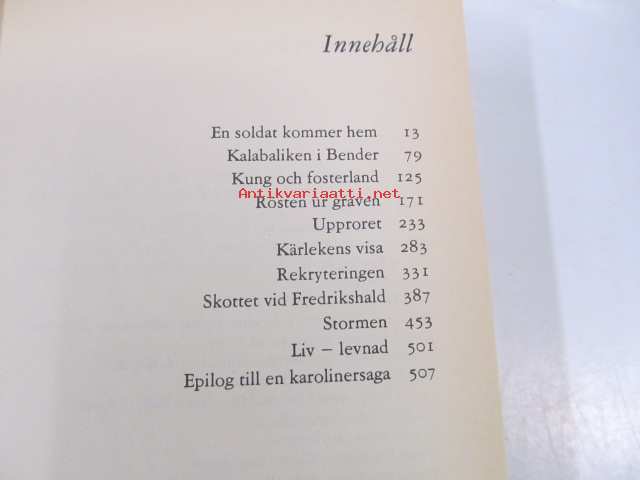 Innehåll
En soldat kommer hem 13
Kalabaliken i Bender 79
Kung och fosterland 125
Antikvariaatti.net
Rösten ur graven 171
Upproret 233
Kärlekens visa 283
Rekryteringen 331
Skottet vid Fredrikshald 387
Stormen 453
Liv – levnad 501
Epilog till en karolinersaga 507